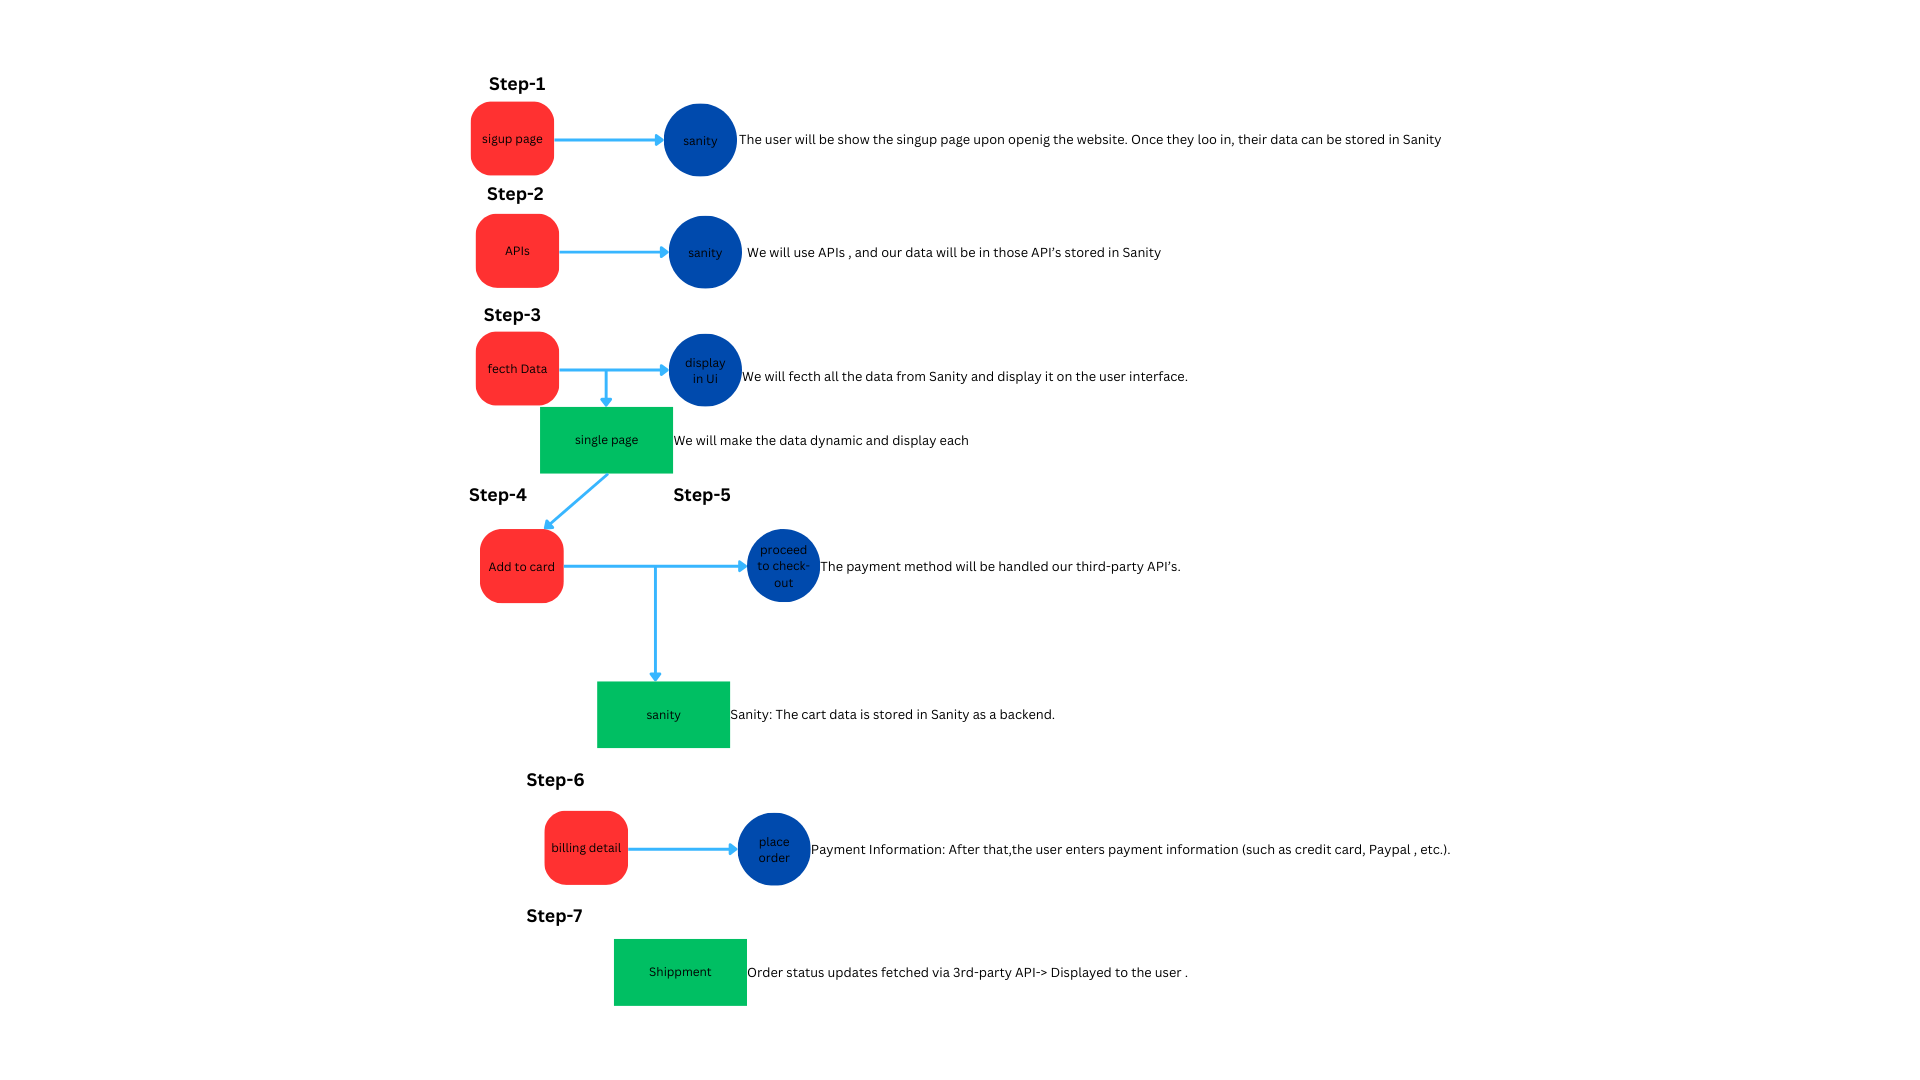 Step-1
sigup page
sanity
The user will be show the singup page upon openig the website. Once they loo in, their data can be stored in Sanity
Step-2
APIs
sanity
We will use APIs , and our data will be in those API's stored in Sanity
Step-3
fecth Data
display
in Ui
We will fecth all the data from Sanity and display it on the user interface.
single page
We will make the data dynamic and display each
Step-4
Step-5
Add to card
proceed
to check-
out
The payment method will be handled our third-party API's.
sanity
Sanity: The cart data is stored in Sanity as a backend.
Step-6
billing detail
place
order
Payment Information: After that,the user enters payment information (such as credit card, Paypal , etc.).
Step-7
Shippment
Order status updates fetched via 3rd-party API-> Displayed to the user .